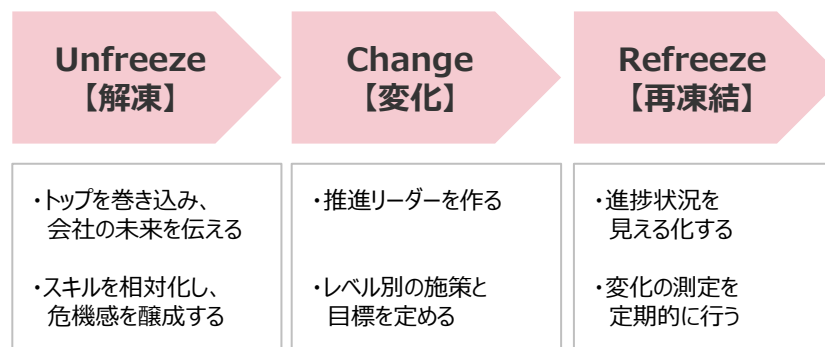 Unfreeze
【解凍】
Change
【変化】
Refreeze
【再凍結】
・トップを巻き込み、
会社の未来を伝える
・スキルを相対化し、
危機感を醸成する
・推進リーダーを作る
・レベル別の施策と
目標を定める
・進捗状況を
見える化する
・変化の測定を
定期的に行う